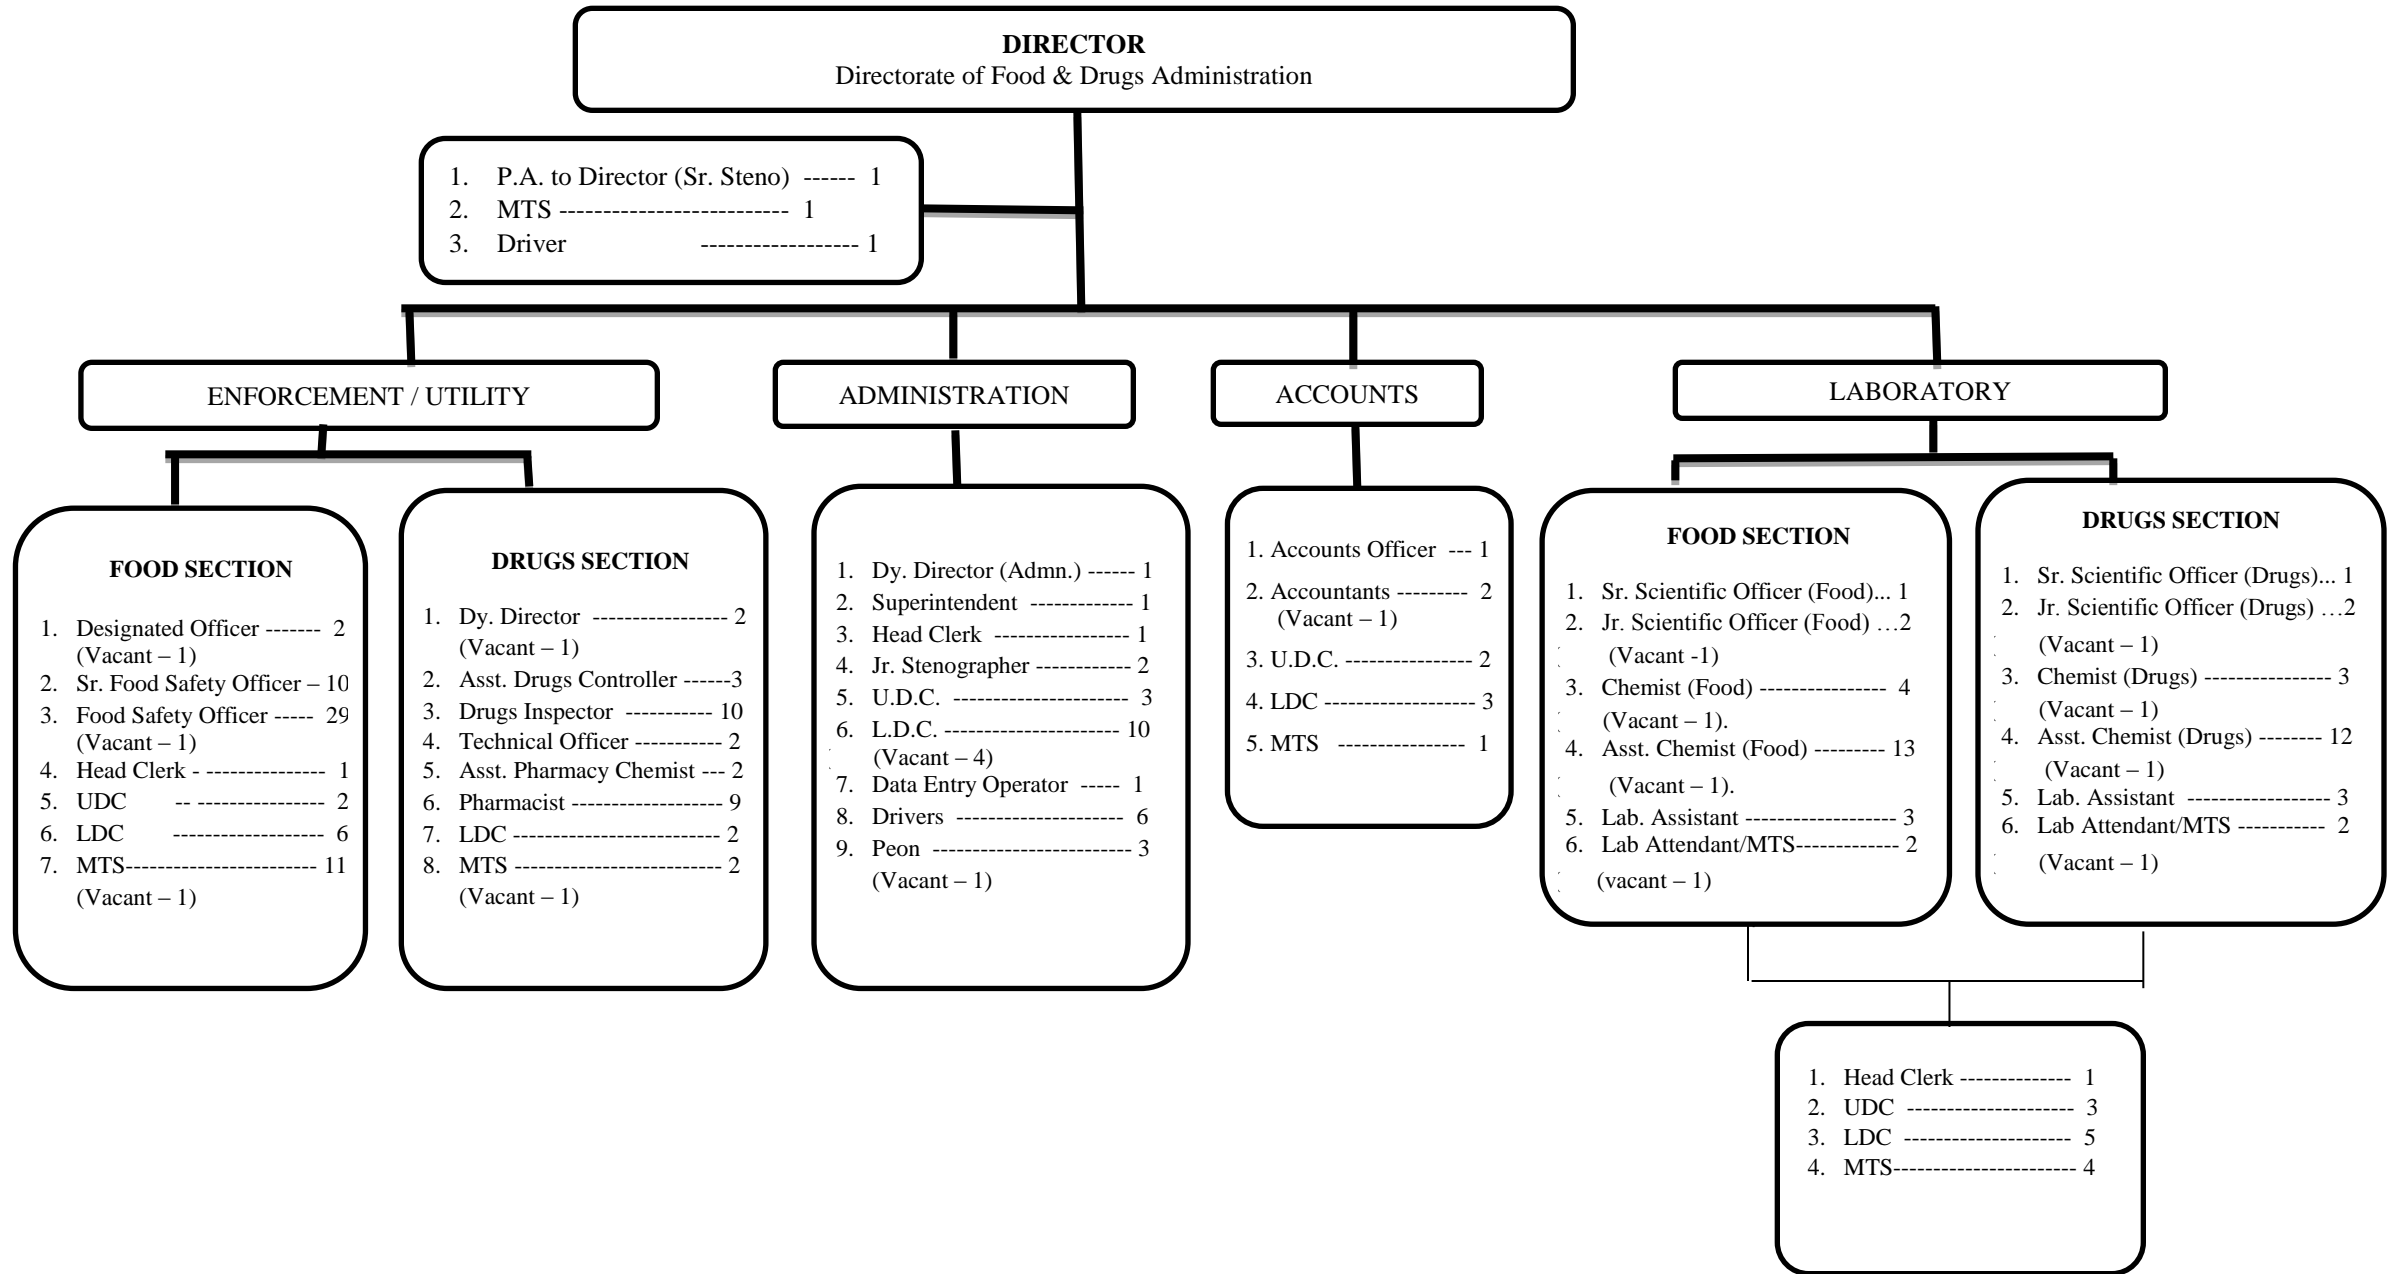 DIRECTOR
Directorate of Food & Drugs Administration
1. P.A. to Director (Sr. Steno) ------ 1
2. MTS -------------------------- 1
3. Driver ------------------ 1
ENFORCEMENT / UTILITY
ADMINISTRATION
ACCOUNTS
LABORATORY
FOOD SECTION
1. Designated Officer ------- 2
(Vacant – 1)
2. Sr. Food Safety Officer – 10
3. Food Safety Officer ----- 29
(Vacant – 1)
4. Head Clerk - --------------- 1
5. UDC -- ---------------- 2
6. LDC ------------------- 6
7. MTS------------------------ 11
(Vacant – 1)
DRUGS SECTION
1. Dy. Director ----------------- 2
(Vacant – 1)
2. Asst. Drugs Controller ------3
3. Drugs Inspector ----------- 10
4. Technical Officer ----------- 2
5. Asst. Pharmacy Chemist --- 2
6. Pharmacist ------------------- 9
7. LDC -------------------------- 2
8. MTS -------------------------- 2
(Vacant – 1)
1. Dy. Director (Admn.) ------ 1
2. Superintendent ------------- 1
3. Head Clerk ----------------- 1
4. Jr. Stenographer ------------- 2
5. U.D.C. ---------------------- 3
6. L.D.C. ---------------------- 10
(Vacant – 4)
7. Data Entry Operator ----- 1
8. Drivers --------------------- 6
9. Peon ------------------------- 3
(Vacant – 1)
1. Accounts Officer --- 1
2. Accountants --------- 2
(Vacant – 1)
3. U.D.C. ---------------- 2
4. LDC ------------------- 3
5. MTS ---------------- 1
FOOD SECTION
1. Sr. Scientific Officer (Food)... 1
2. Jr. Scientific Officer (Food) …2
(Vacant -1)
3. Chemist (Food) ---------------- 4
(Vacant – 1).
4. Asst. Chemist (Food) --------- 13
(Vacant – 1).
5. Lab. Assistant ------------------- 3
6. Lab Attendant/MTS------------- 2
(vacant – 1)
DRUGS SECTION
1. Sr. Scientific Officer (Drugs)... 1
2. Jr. Scientific Officer (Drugs) …2
(Vacant – 1)
3. Chemist (Drugs) ---------------- 3
(Vacant – 1)
4. Asst. Chemist (Drugs) -------- 12
(Vacant – 1)
5. Lab. Assistant ------------------ 3
6. Lab Attendant/MTS ----------- 2
(Vacant – 1)
1. Head Clerk -------------- 1
2. UDC --------------------- 3
3. LDC --------------------- 5
4. MTS----------------------- 4